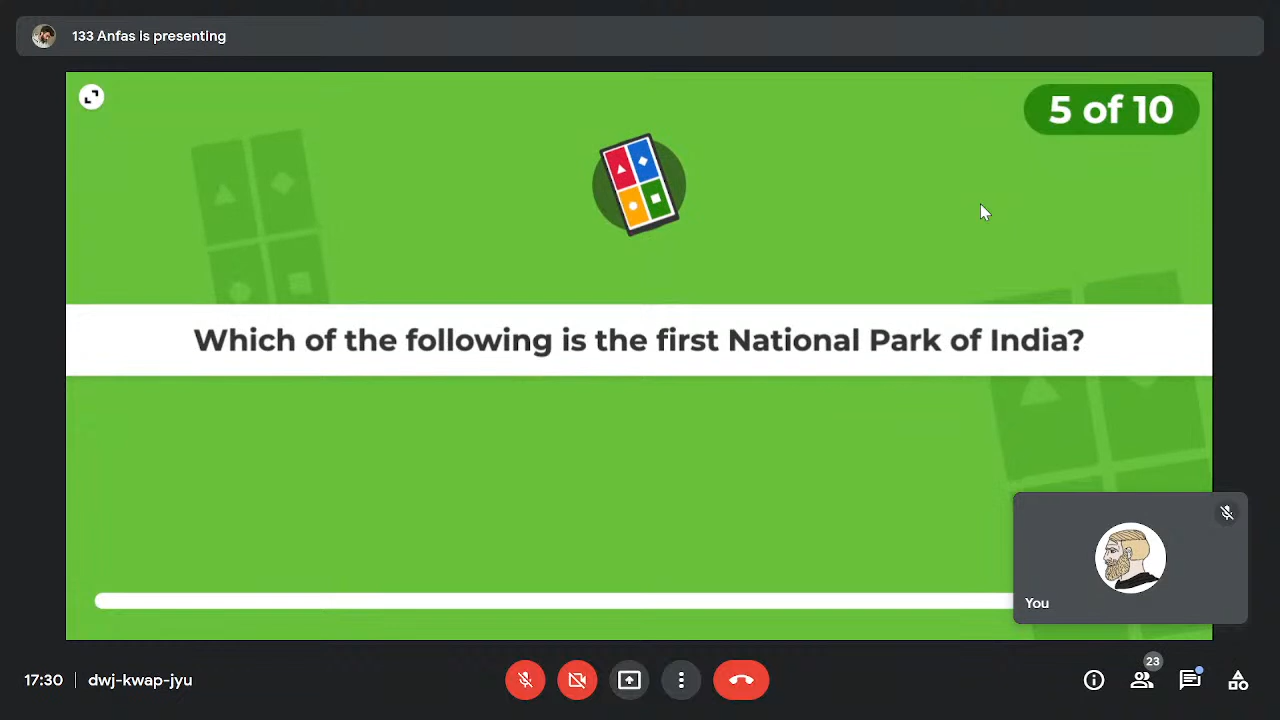 133 Anfas Is presenting
5 of 10
Which of the following is the first National Park of India?
You
23
17:30 | dwj-kwap-jyu